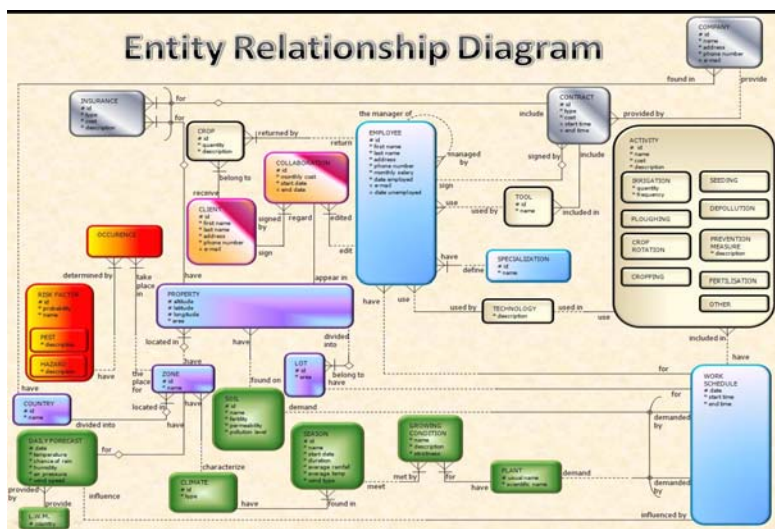 Entity Relationship Diagram
COMPANY
# id
* name
* address
* phone number
o e-mail
found in
provide
INSURANCE
# id
* type
* cost
* description
for
for
CROP
# id
* quantity
* description
returned by
return
belong to
receive
COLLABORATION
# id
* monthly cost
* start date
o end date
CLIENT
# id
* first name
* last name
* address
* phone number
o e-mail
signed by
regard
edited
sign
edit
the manager of
EMPLOYEE
# id
* first name
* last name
* address
* phone number
* monthly salary
* date employed
o e-mail
o date unemployed
managed by
sign
signed by
include
CONTRACT
# id
* type
* cost
o start time
o end time
provided by
include
included in
use
used by
TOOL
# id
* name
ACTIVITY
# id
* name
* cost
* description
IRRIGATION
* quantity
* frequency
SEEDING
PLOUGHING
DEPOLLUTION
CROP ROTATION
PREVENTION MEASURE
* description
CROPPING
FERTILISATION
OTHER
have
define
SPECIALIZATION
# id
* name
have
use
used by
TECHNOLOGY
* description
used in
use
included in
have
OCCURENCE
determined by
take place in
RISK FACTOR
# id
* probability
* name
PEST
* description
HAZARD
* description
have
have
the place for
have
appear in
PROPERTY
# altitude
# latitude
# longitude
* area
located in
have
have
divided into
found on
belong to
have
LOT
# id
* area
for
COUNTRY
# id
* name
ZONE
# id
* name
located in
divided into
have
SOIL
# id
* name
* fertility
* permeability
* pollution level
demand
WORK SCHEDULE
# date
* start time
* end time
for
demanded by
DAILY FORECAST
# date
* temperature
* chance of rain
* humidity
* air pressure
* wind speed
for
provided by
provide
influence
characterize
CLIMATE
# id
* type
have
SEASON
# id
* name
* start date
* duration
* average rainfall
* average temp
* wind type
found in
meet
met by
GROWING CONDITION
* name
* description
for
have
PLANT
# usual name
* scientific name
demand
demanded by
influenced by
* country